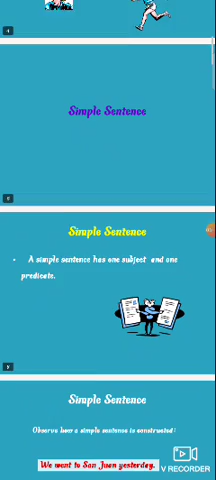 Simple Sentence
Simple Sentence
- A simple sentence has one subject and one
predicate.
Simple Sentence
Observe how a simple sentence is constructed:
We went to San Juan yesterday.
V RECORDER